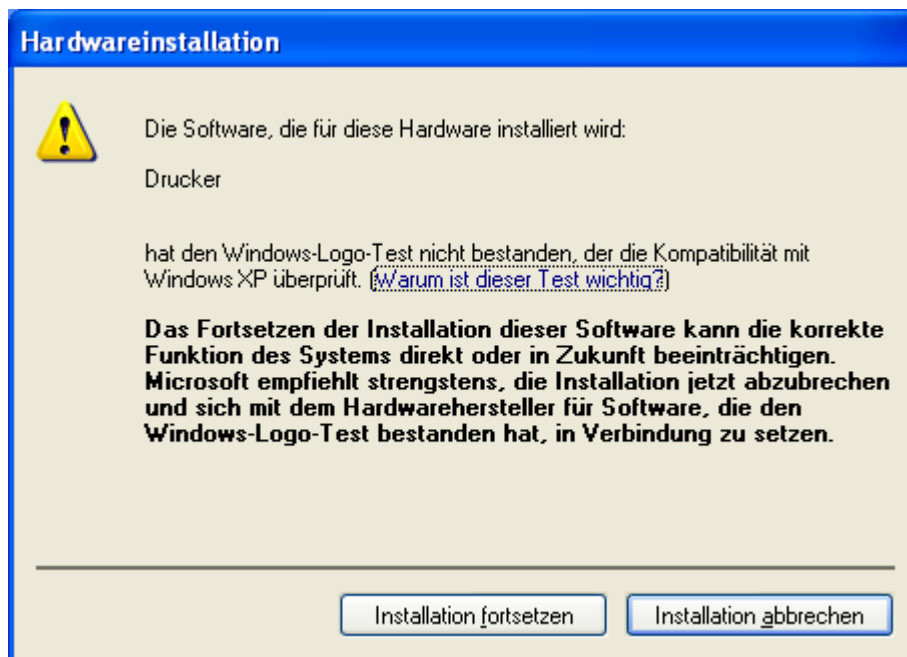 Hardwareinstallation
Die Software, die für diese Hardware installiert wird:
Drucker
hat den Windows-Logo-Test nicht bestanden, der die Kompatibilität mit
Windows XP überprüft. (Warum ist dieser Test wichtig?)
Das Fortsetzen der Installation dieser Software kann die korrekte
Funktion des Systems direkt oder in Zukunft beeinträchtigen.
Microsoft empfiehlt strengstens, die Installation jetzt abzubrechen
und sich mit dem Hardwarehersteller für Software, die den
Windows-Logo-Test bestanden hat, in Verbindung zu setzen.
Installation fortsetzen
Installation abbrechen